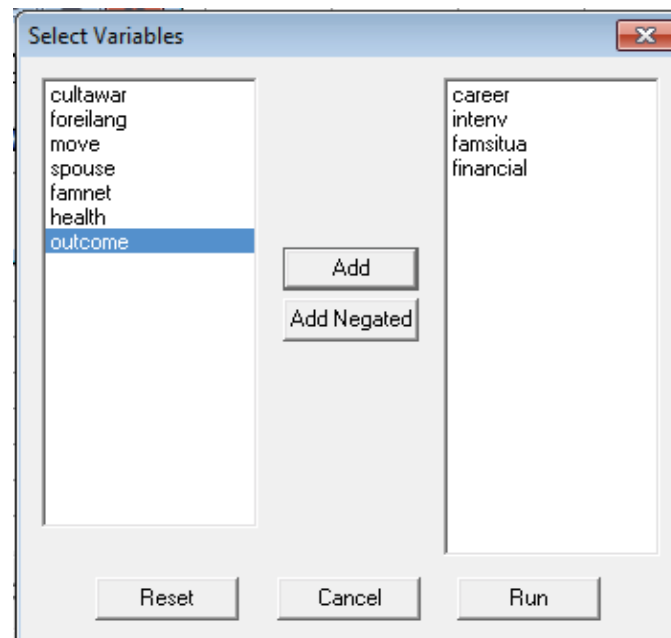 Select Variables
cultawar
foreilang
move
spouse
famnet
health
outcome
career
intenv
famsitua
financial
Add
Add Negated
Reset
Cancel
Run